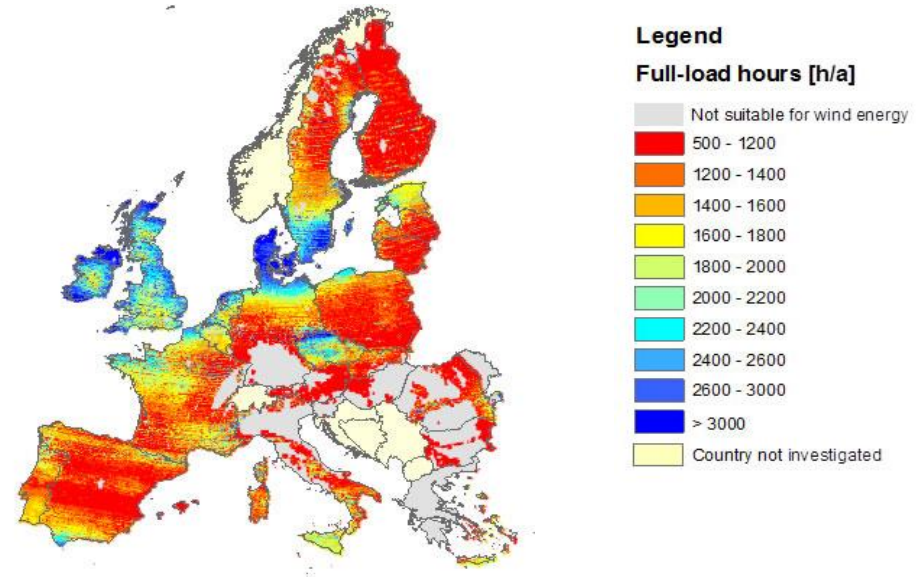 Legend
Full-load hours [h/a]
Not suitable for wind energy
500 - 1200
1200 - 1400
1400 - 1600
1600 - 1800
1800 - 2000
2000 - 2200
2200 - 2400
2400 - 2600
2600 - 3000
> 3000
Country not investigated